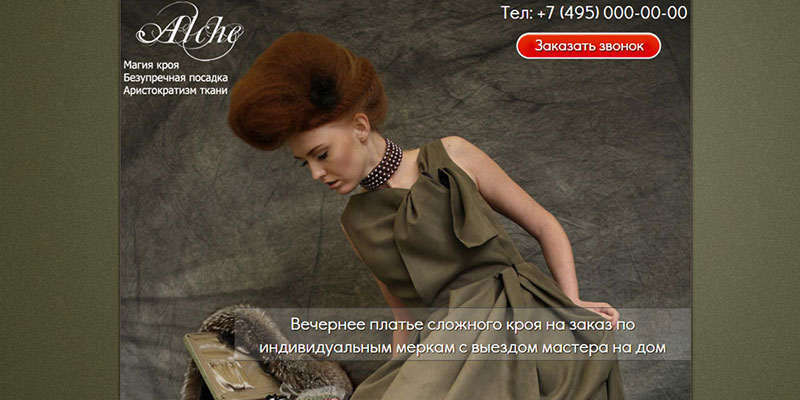 Alche
Магия кроя
Безупречная посадка
Аристократизм ткани
Тел: +7 (495) 000-00-00
Заказать звонок
Вечернее платье сложного кроя на заказ по
индивидуальным меркам с выездом мастера на дом